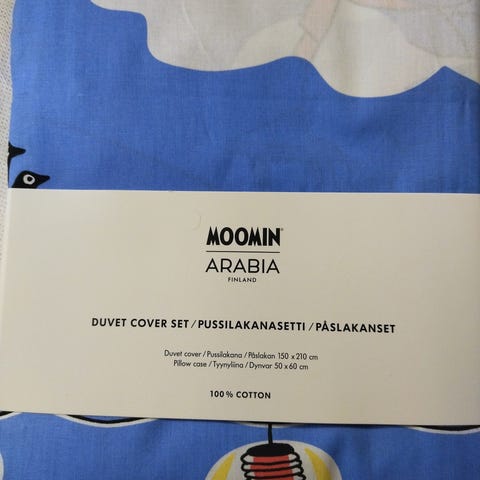 MOOMIN®
ARABIA
FINLAND
DUVET COVER SET / PUSSILAKANASETTI / PÅSLAKANSET
Duvet cover / Pussilakana / Påslakan 150 x 210 cm
Pillow case / Tyynyliina / Dynvar 50 x 60 cm
100 % COTTON